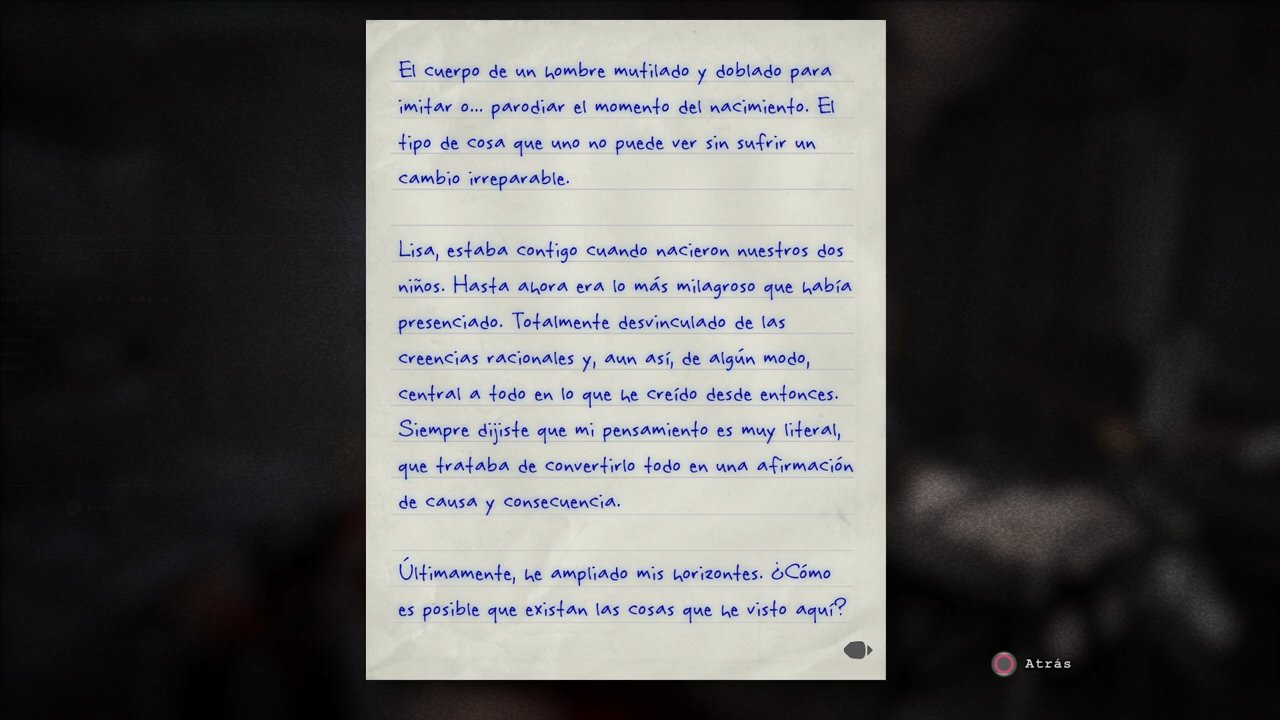 El cuerpo de un hombre mutilado y doblado para
imitar o... parodiar el momento del nacimiento. El
tipo de cosa que uno no puede ver sin sufrir un
cambio irreparable.
Lisa, estaba contigo cuando nacieron nuestros dos
niños. Hasta ahora era lo más milagroso que había
presenciado. Totalmente desvinculado de las
creencias racionales y, aun así, de algún modo,
central a todo en lo que he creído desde entonces.
Siempre dijiste que mi pensamiento es muy literal,
que trataba de convertirlo todo en una afirmación
de causa y consecuencia.
Últimamente, he ampliado mis horizontes. ¿Cómo
es posible que existan las cosas que he visto aquí?
Atrás